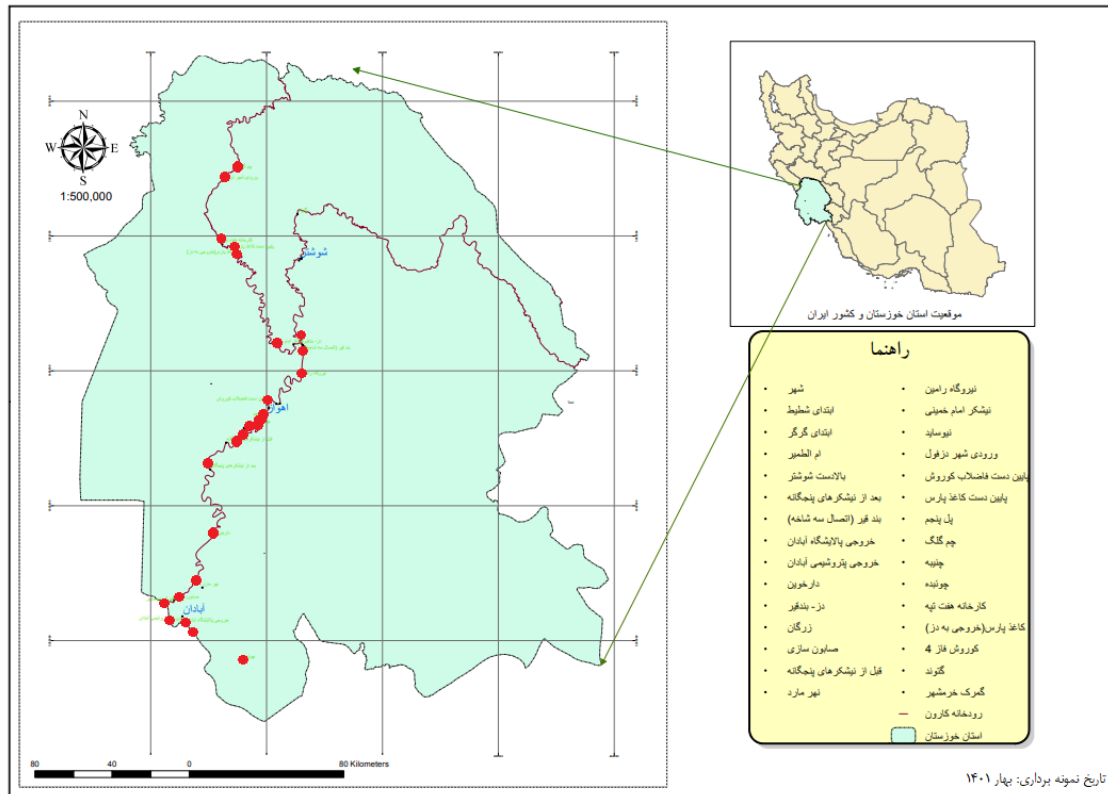 N
W E
S
1:500,000
شوشتر
اهواز
آبادان
80 40 0 80 Kilometers
موقعیت استان خوزستان و کشور ایران
راهنما
شهر
ابتدای شطیط
ابتدای گرگر
ام الطمیر
بالادست شوشتر
بعد از نیشکرهای پنجگانه
بند قیر (اتصال سه شاخه)
خروجی پالایشگاه آبادان
خروجی پتروشیمی آبادان
دارخوین
دز- بندقیر
زرگان
صابون سازی
قبل از نیشکرهای پنجگانه
نهر مارد
نیروگاه رامین
نیشکر امام خمینی
نیوساید
ورودی شهر دزفول
پایین دست فاضلاب کوروش
پایین دست کاغذ پارس
پل پنجم
چم گلگ
چنیبه
چوئبده
کارخانه هفت تپه
کاغذ پارس(خروجی به دز)
کوروش فاز 4
گتوند
گمرک خرمشهر
رودخانه کارون
استان خوزستان
تاریخ نمونه برداری: بهار ۱۴۰۱